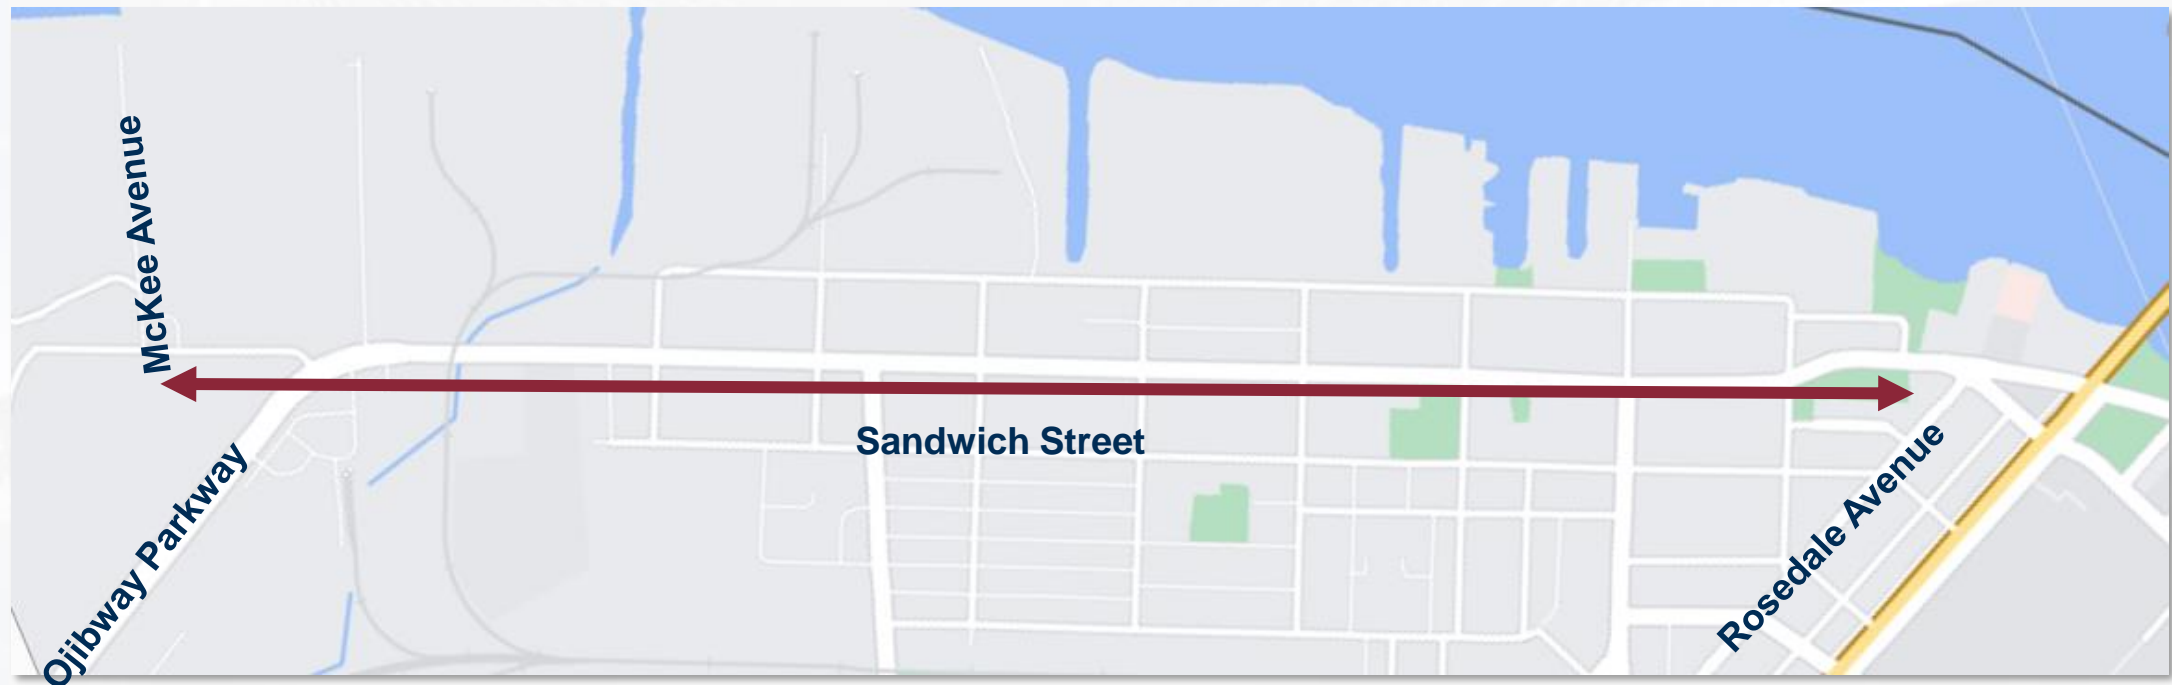 McKee Avenue
Ojibway Parkway
Sandwich Street
Rosedale Avenue